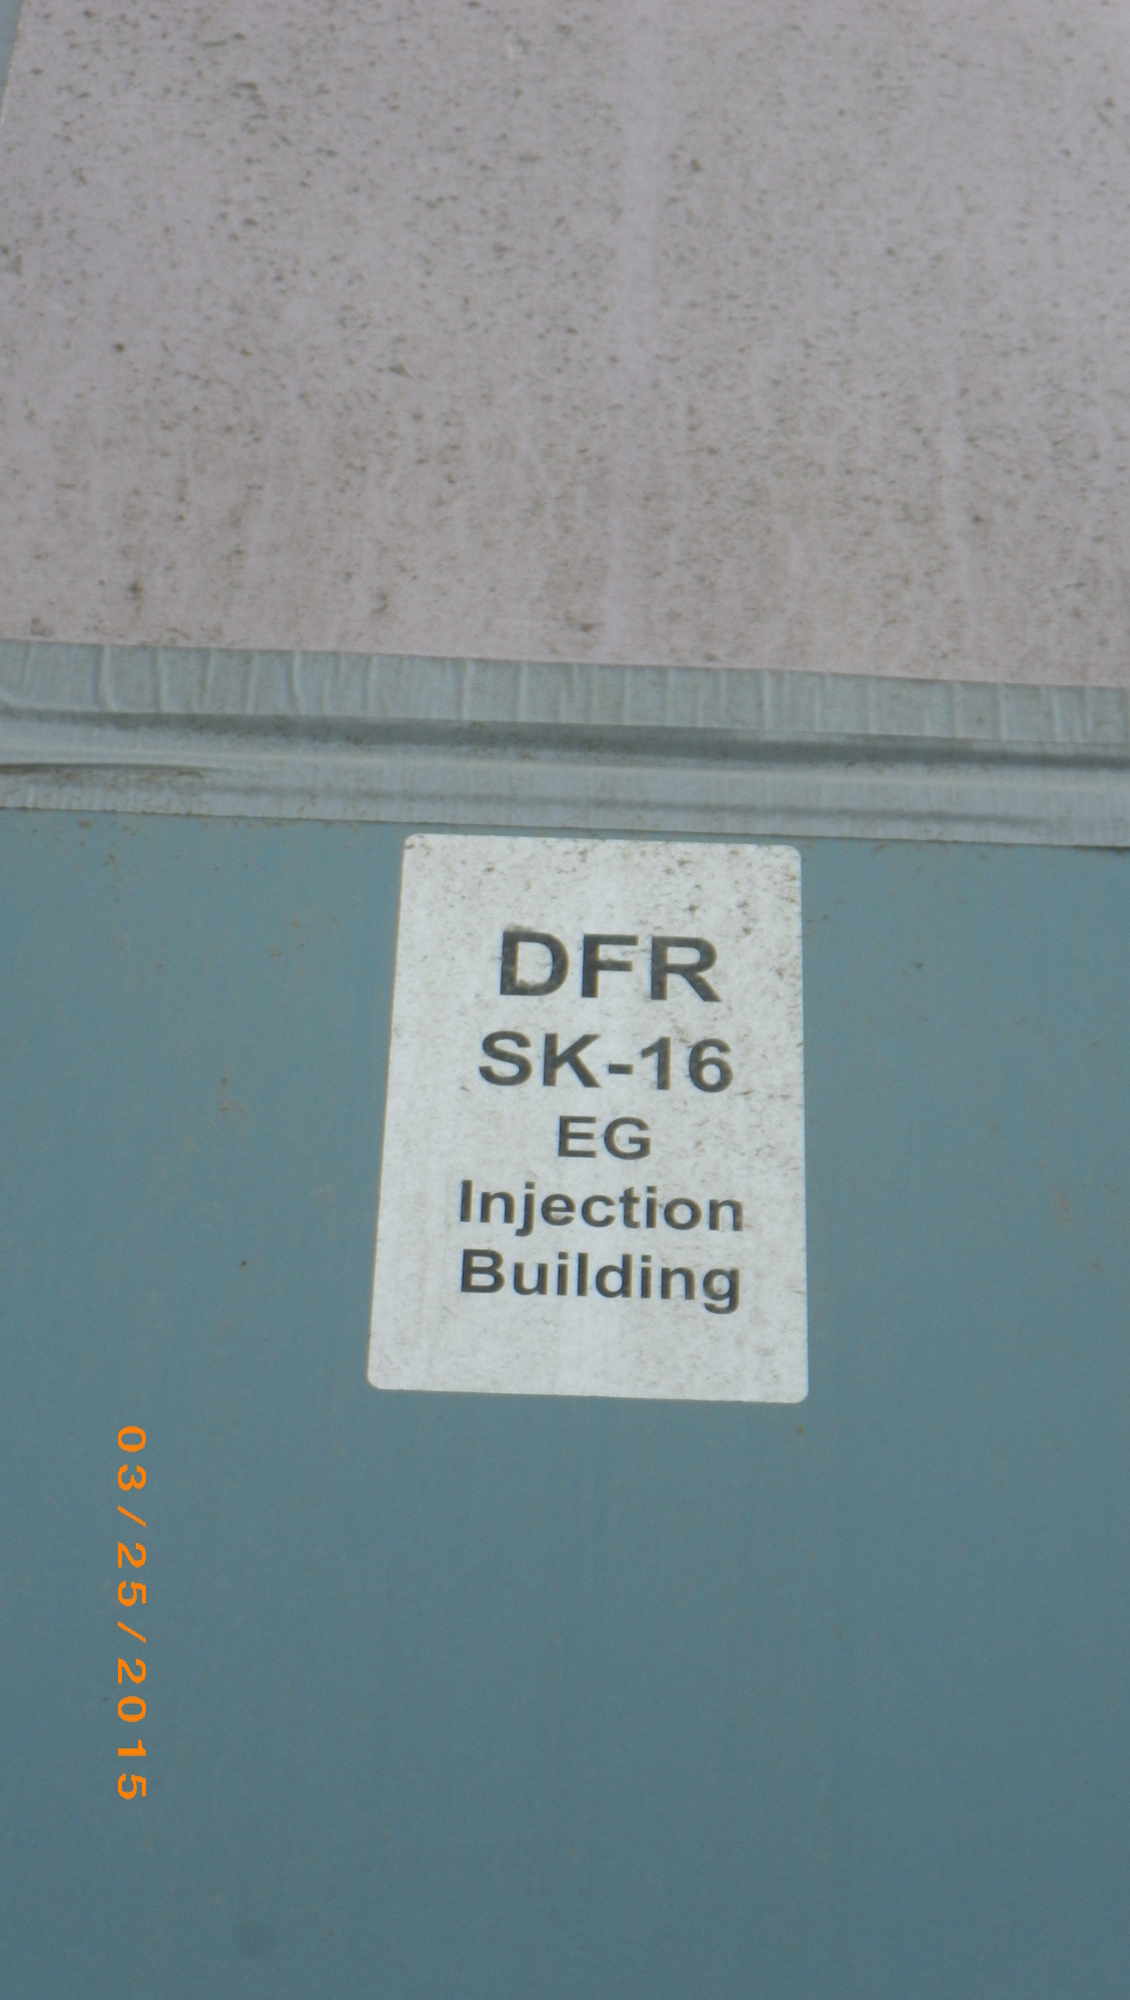 DFR
SK-16
EG
Injection
Building
03/25/2015